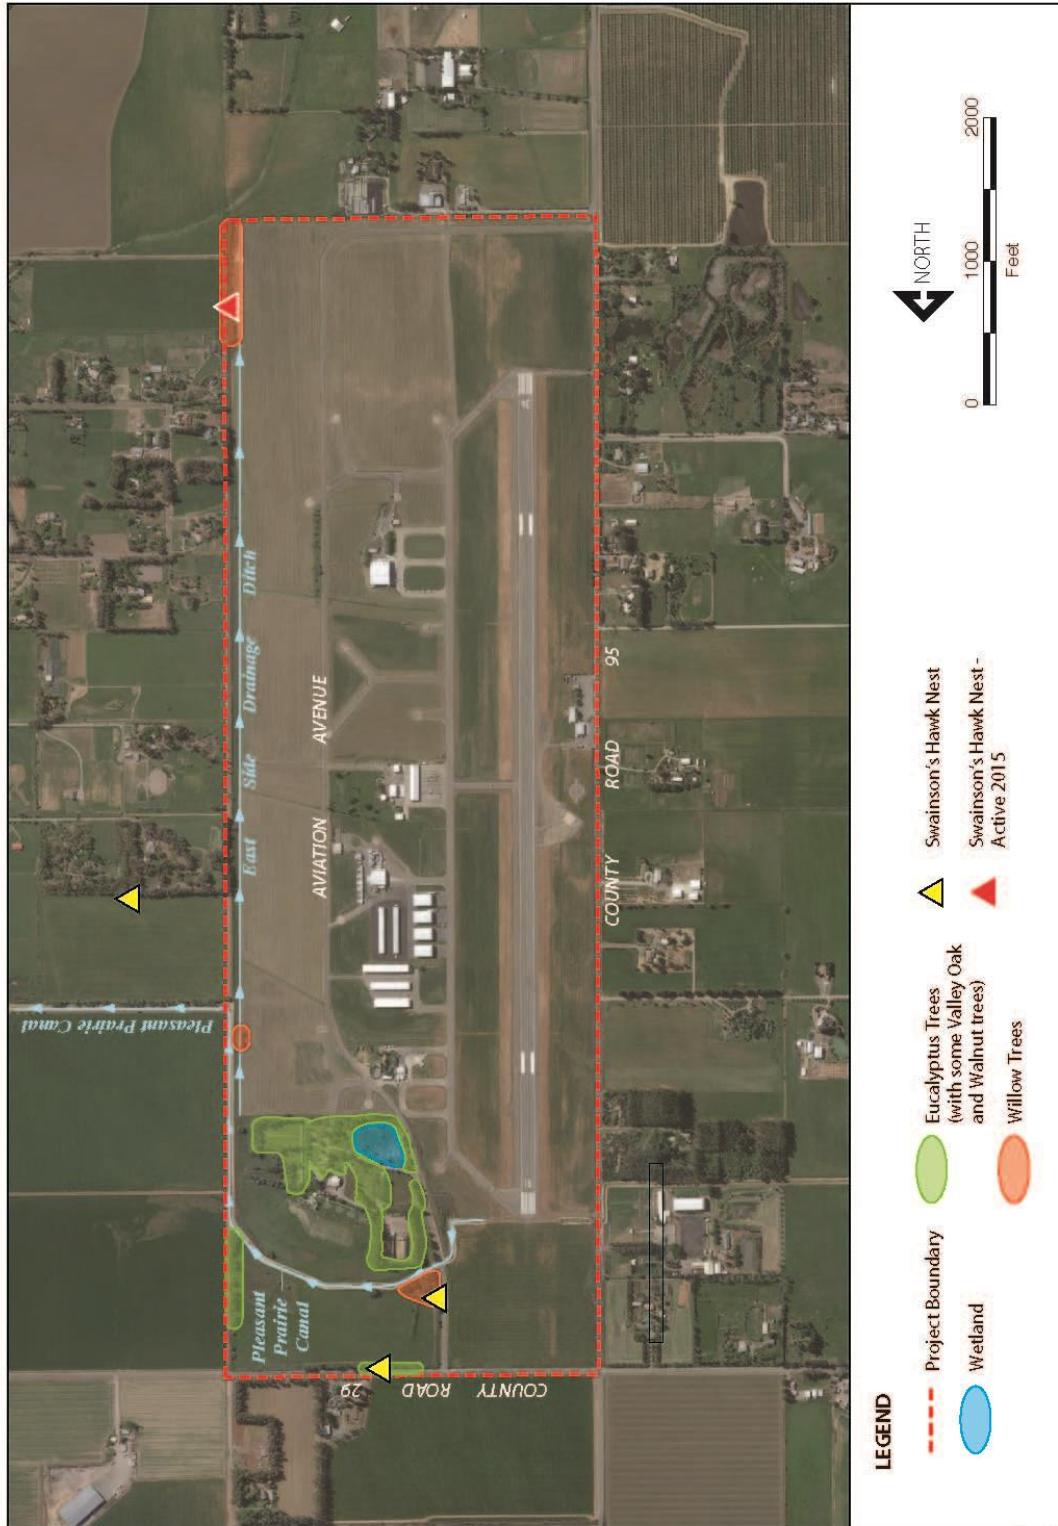 Pleasant Prairie Canal
East Side Drainage Ditch
AVIATION AVENUE
Pleasant
Prairie
Canal
COUNTY ROAD 29
COUNTY ROAD 95
LEGEND
Project Boundary
Wetland
Eucalyptus Trees
(with some Valley Oak
and Walnut trees)
Willow Trees
Swainson's Hawk Nest
Swainson's Hawk Nest -
Active 2015
NORTH
0 1000 2000
Feet